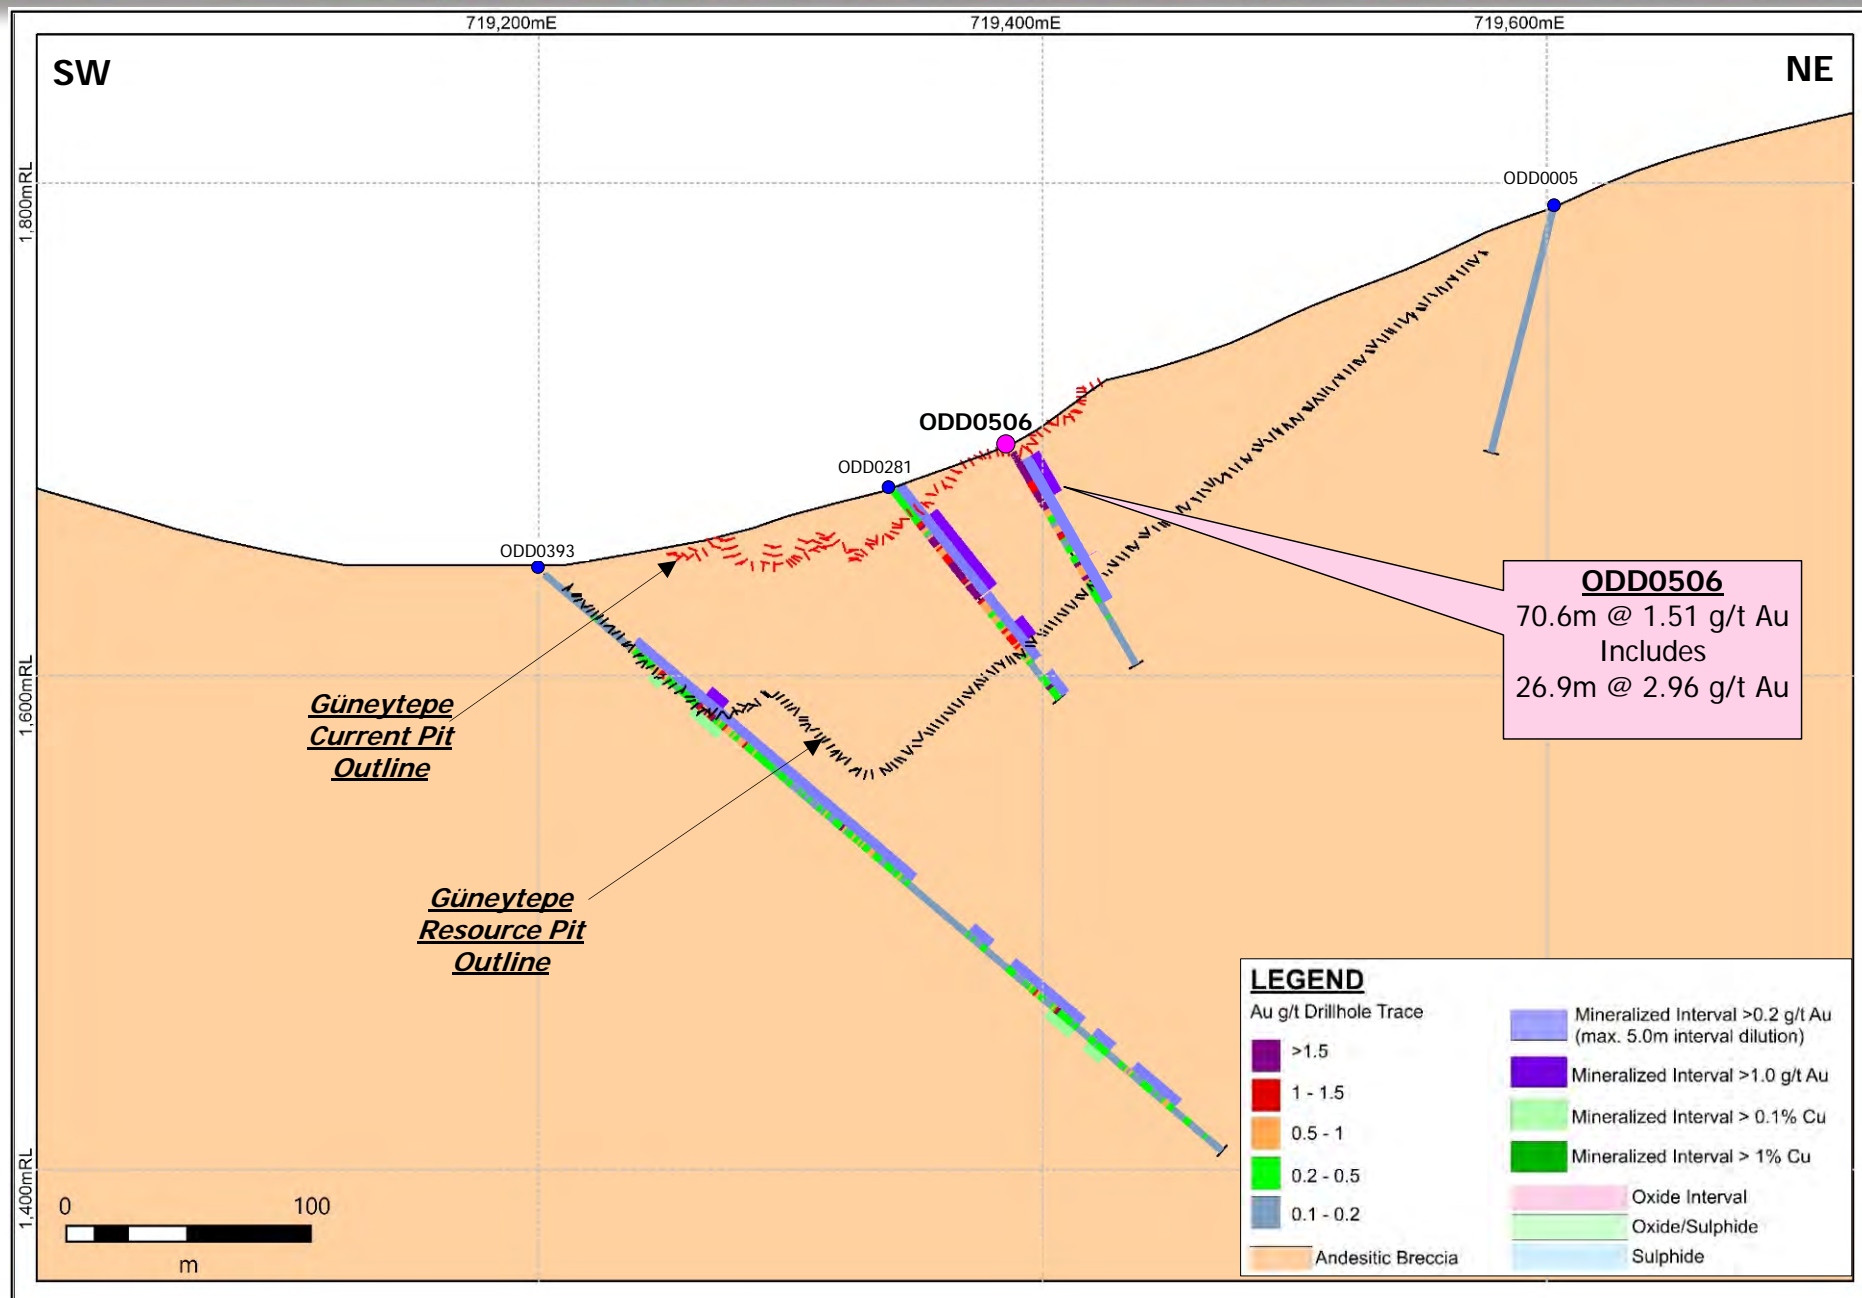 719,200mE
719,400mE
719,600mE
SW
NE
1,800mRL
1,600mRL
1,400mRL
ODD0005
ODD0506
ODD0281
ODD0393
ODD0506
70.6m @ 1.51 g/t Au
Includes
26.9m @ 2.96 g/t Au
Güneytepe
Current Pit
Outline
Güneytepe
Resource Pit
Outline
0
100
m
LEGEND
Au g/t Drillhole Trace
>1.5
1 - 1.5
0.5 - 1
0.2 - 0.5
0.1 - 0.2
Andesitic Breccia
Mineralized Interval >0.2 g/t Au
(max. 5.0m interval dilution)
Mineralized Interval >1.0 g/t Au
Mineralized Interval > 0.1% Cu
Mineralized Interval > 1% Cu
Oxide Interval
Oxide/Sulphide
Sulphide